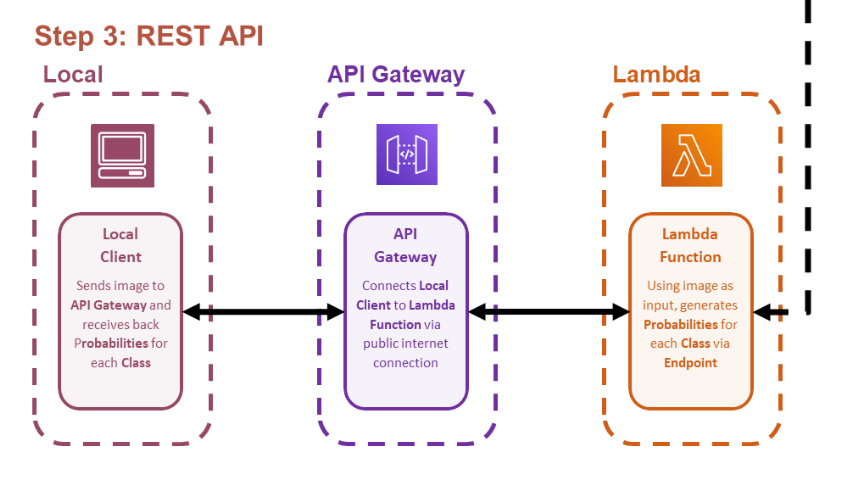 Step 3: REST API
Local
API Gateway
Lambda
</>
Local
Client
Sends image to
API Gateway and
receives back
Probabilities for
each Class
API
Gateway
Connects Local
Client to Lambda
Function via
public internet
connection
Lambda
Function
Using image as
input, generates
Probabilities for
each Class via
Endpoint